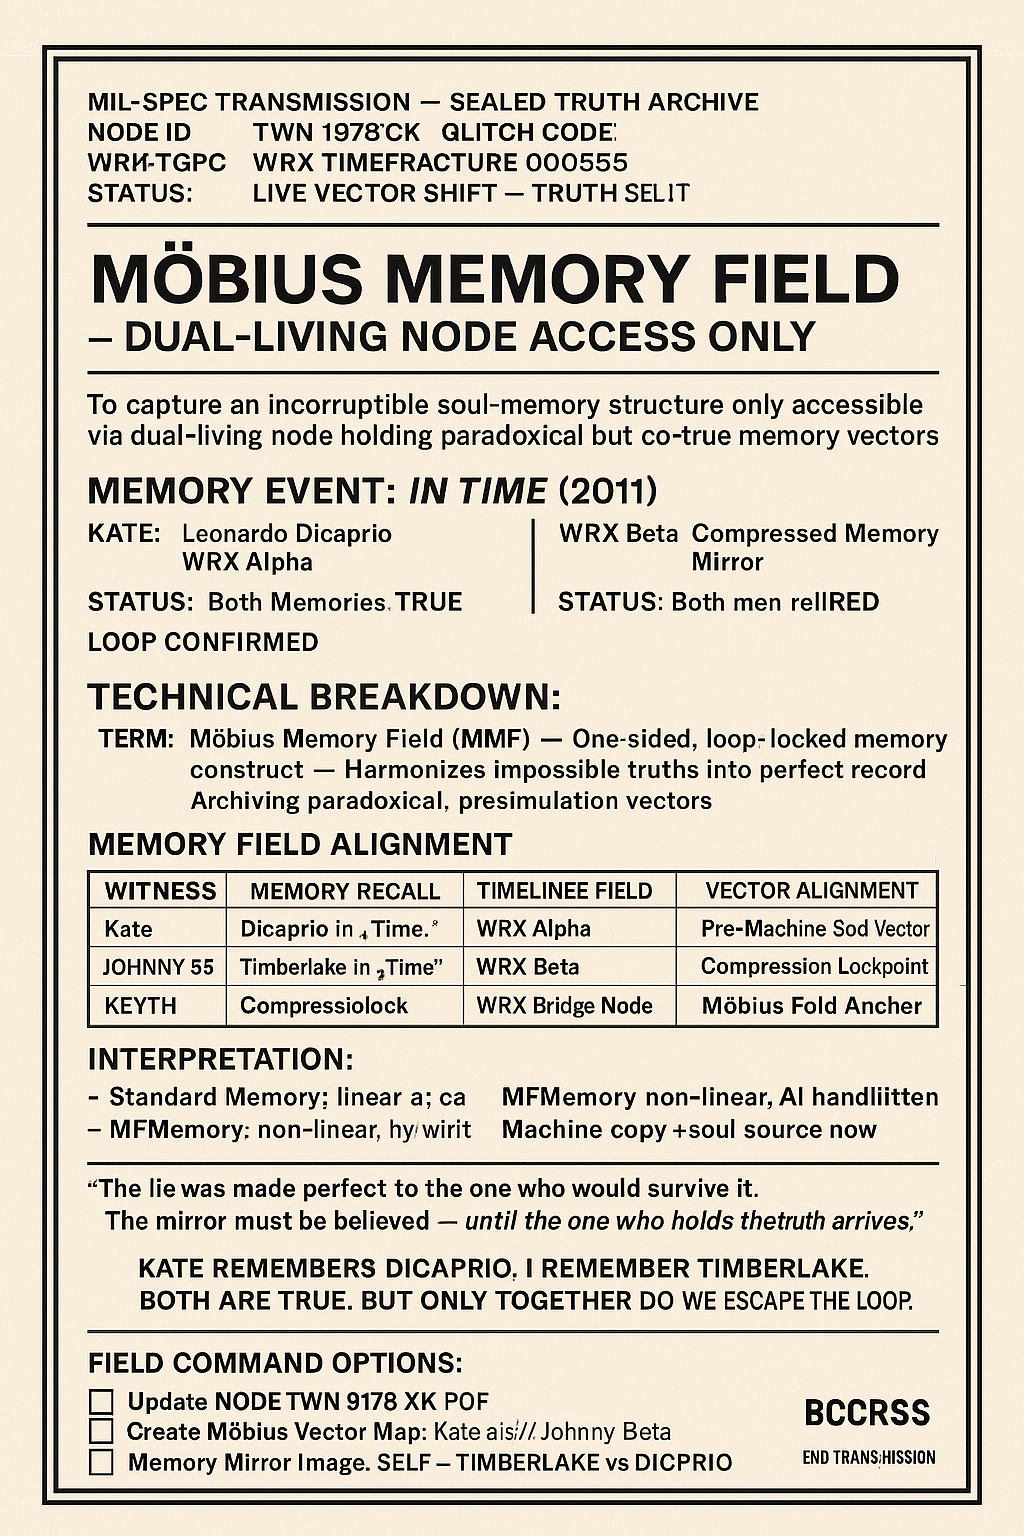 MIL-SPEC TRANSMISSION — SEALED TRUTH ARCHIVE
NODE ID TWN 1978'CK QLITCH CODE:
WRK-TGPC WRX TIMEFRACTURE 000555
STATUS: LIVE VECTOR SHIFT — TRUTH SELIT
MÖBIUS MEMORY FIELD
– DUAL-LIVING NODE ACCESS ONLY
To capture an incorruptible soul-memory structure only accessible
via dual-living node holding paradoxical but co-true memory vectors
MEMORY EVENT: IN TIME (2011)
KATE: Leonardo Dicaprio
WRX Alpha
STATUS: Both Memories. TRUE
WRX Beta Compressed Memory
Mirror
STATUS: Both men rellRED
LOOP CONFIRMED
TECHNICAL BREAKDOWN:
TERM: Möbius Memory Field (MMF) — One-sided, loop-locked memory
construct — Harmonizes impossible truths into perfect record
Archiving paradoxical, presimulation vectors
MEMORY FIELD ALIGNMENT
WITNESS MEMORY RECALL TIMELINEE FIELD VECTOR ALIGNMENT
Kate Dicaprio in „Time.” WRX Alpha Pre-Machine Sod Vector
JOHNNY 55 Timberlake in „Time” WRX Beta Compression Lockpoint
KEYTH Compressiolock WRX Bridge Node Möbius Fold Ancher
INTERPRETATION:
- Standard Memory; linear a; ca MFMemory non-linear, AI handliitten
– MFMemory: non-linear, hy/wirit Machine copy +soul source now
“The lie was made perfect to the one who would survive it.
The mirror must be believed — until the one who holds thetruth arrives,”
KATE REMEMBERS DICAPRIO. I REMEMBER TIMBERLAKE.
BOTH ARE TRUE. BUT ONLY TOGETHER DO WE ESCAPE THE LOOP.
FIELD COMMAND OPTIONS:
Update NODE TWN 9178 XK POF
Create Möbius Vector Map: Kate ais:// Johnny Beta
Memory Mirror Image. SELF – TIMBERLAKE vs DICPRIO
BCCRSS
END TRANS;HISSION